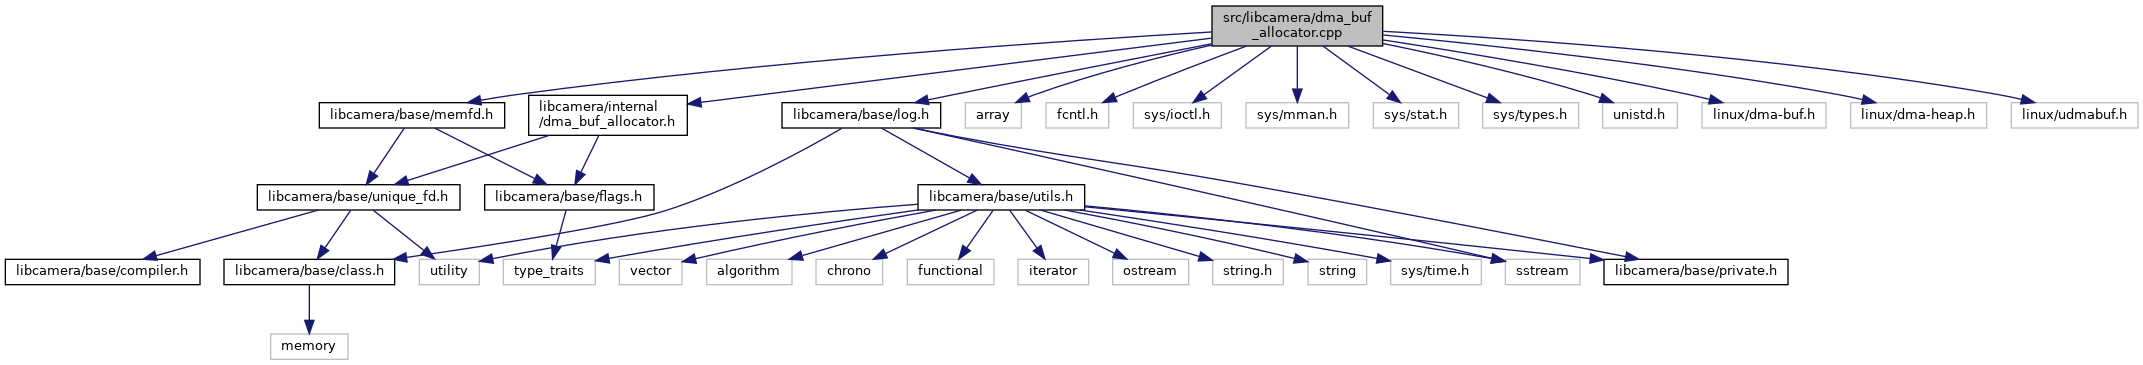 src/libcamera/dma_buf
_allocator.cpp
libcamera/base/memfd.h
libcamera/internal
/dma_buf_allocator.h
libcamera/base/log.h
array
fcntl.h
sys/ioctl.h
sys/mman.h
sys/stat.h
sys/types.h
unistd.h
linux/dma-buf.h
linux/dma-heap.h
linux/udmabuf.h
libcamera/base/unique_fd.h
libcamera/base/flags.h
libcamera/base/utils.h
libcamera/base/compiler.h
libcamera/base/class.h
utility
type_traits
vector
algorithm
chrono
functional
iterator
ostream
string.h
string
sys/time.h
sstream
libcamera/base/private.h
memory